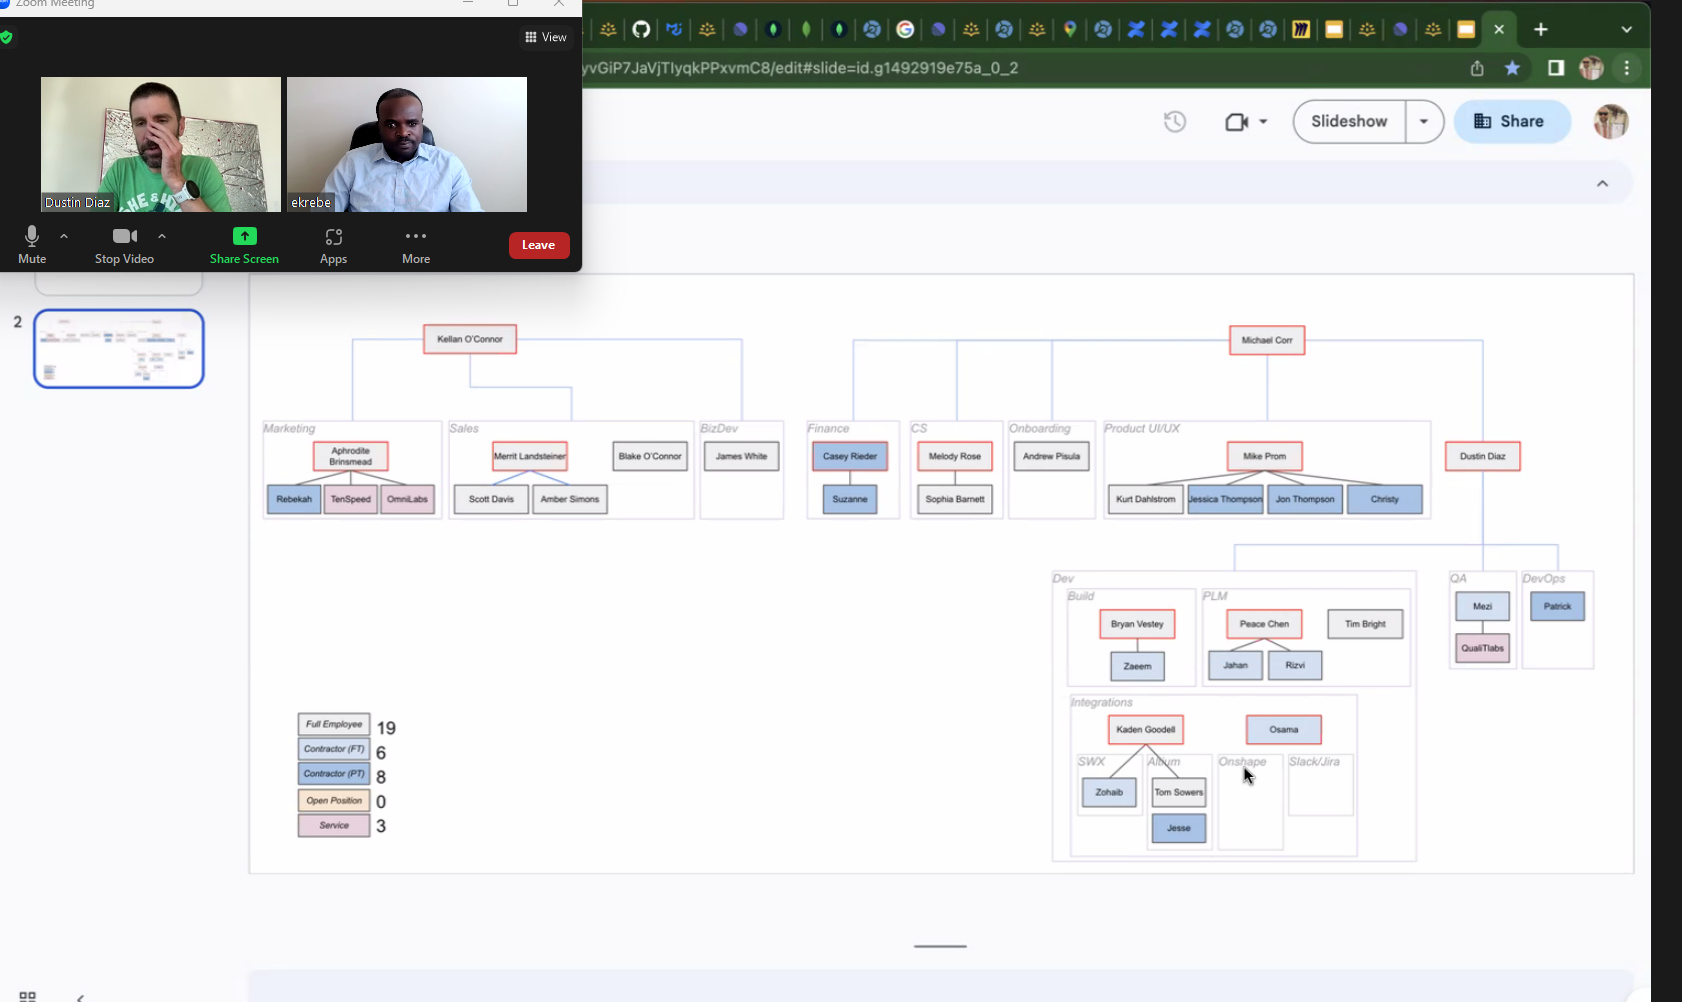 Zoom Meeting
View
yvGiP7JaVjTIyqkPPxvmC8/edit#slide=id.g1492919e75a_0_2
Slideshow
Share
Dustin Diaz
ekrebe
Mute
Stop Video
Share Screen
Apps
More
Leave
2
Kellan O'Connor
Michael Corr
Marketing
Sales
BizDev
Finance
CS
Onboarding
Product UI/UX
Aphrodite
Brinsmead
Merrit Landsteiner
Blake O'Connor
James White
Casey Rieder
Melody Rose
Andrew Pisula
Mike Prom
Dustin Diaz
Rebekah
TenSpeed
OmniLabs
Scott Davis
Amber Simons
Suzanne
Sophia Barnett
Kurt Dahlstrom
Jessica Thompson
Jon Thompson
Christy
Dev
QA
DevOps
Build
PLM
Mezi
Patrick
Bryan Vestey
Peace Chen
Tim Bright
QualiTlabs
Zaeem
Jahan
Rizvi
Integrations
Kaden Goodell
Osama
SWX
Altium
Onshape
Slack/Jira
Zohaib
Tom Sowers
Jesse
Full Employee 19
Contractor (FT) 6
Contractor (PT) 8
Open Position 0
Service 3